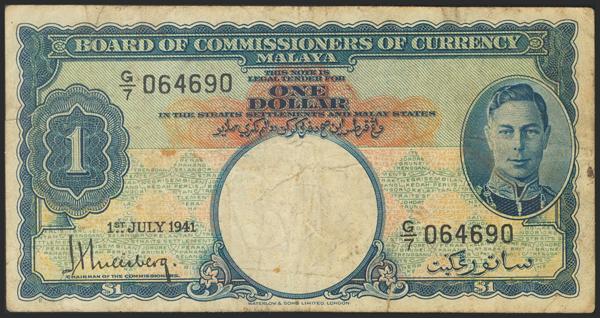 BOARD OF COMMISSIONERS OF CURRENCY
MALAYA
G/7 064690
THIS NOTE IS
LEGAL TENDER FOR
ONE
DOLLAR
IN THE STRAITS SETTLEMENTS AND MALAY STATES
1
1ST JULY 1941
G/7 064690
CHAIRMAN OF THE COMMISSIONERS.
ساتو رڠݢيت
$1
$1
WATERLOW & SONS LIMITED, LONDON